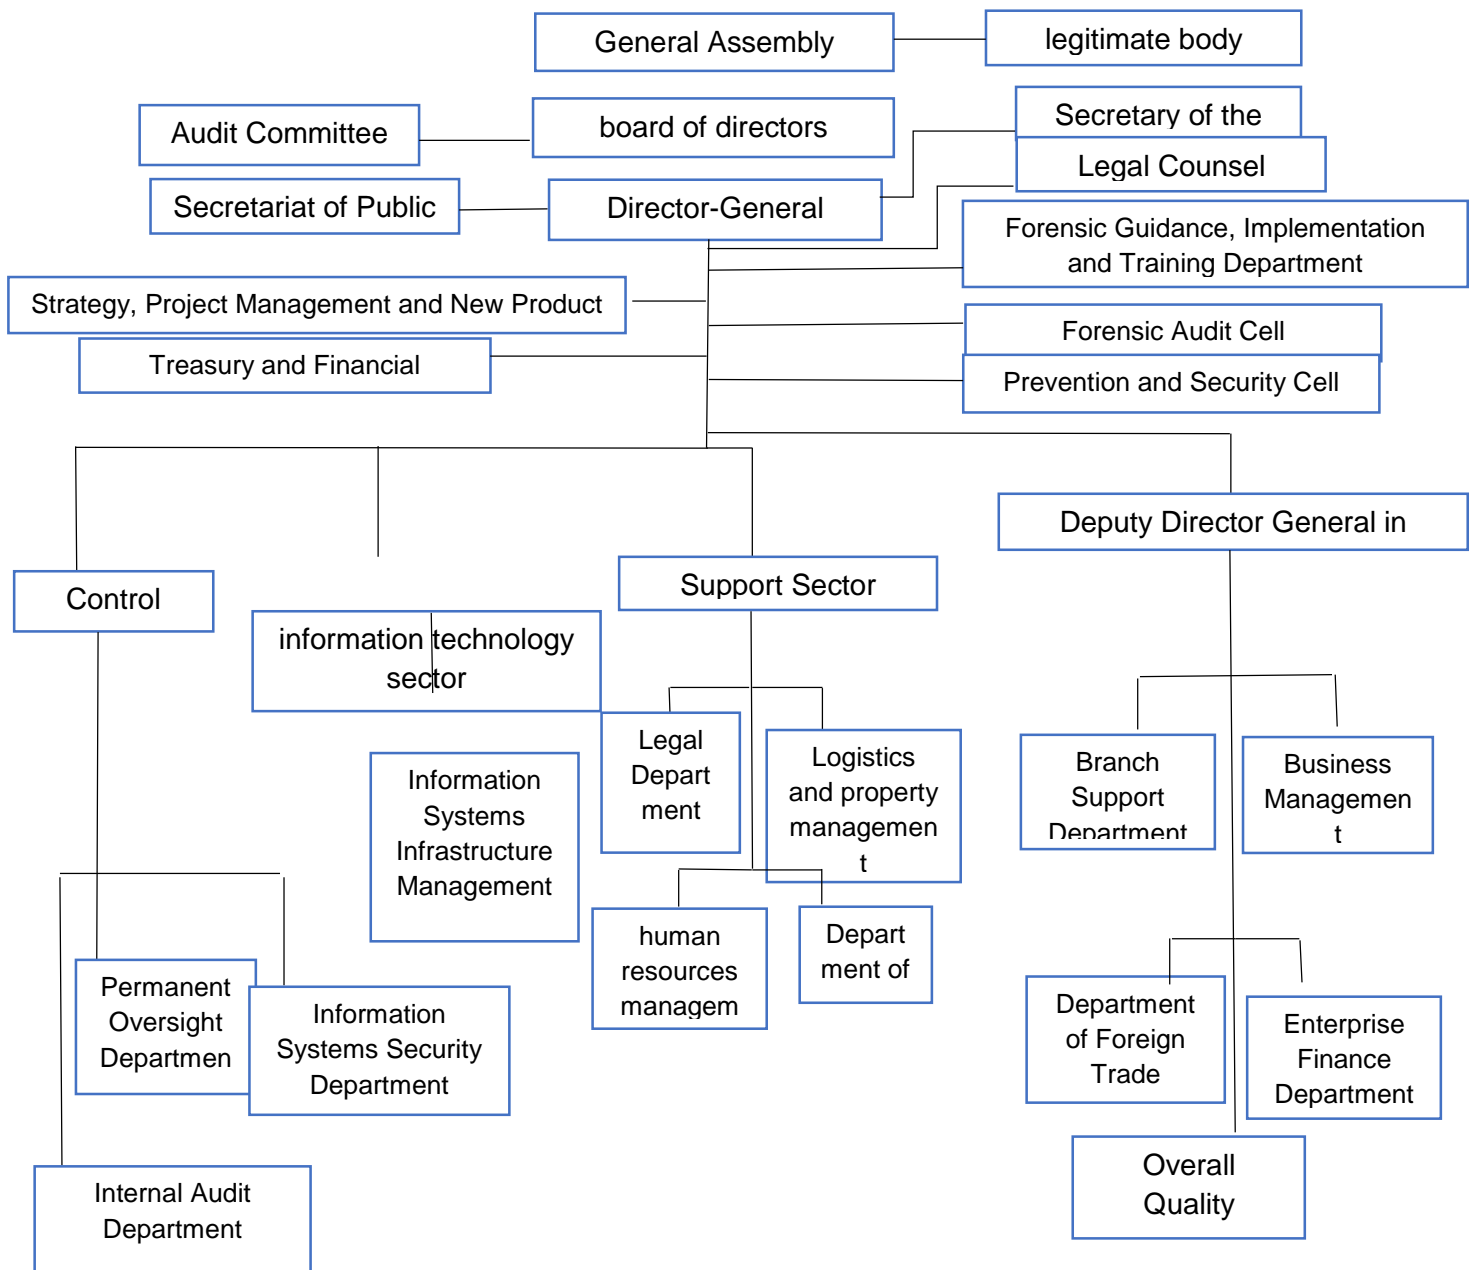 General Assembly
legitimate body
Audit Committee
board of directors
Secretary of the
Legal Counsel
Secretariat of Public
Director-General
Forensic Guidance, Implementation
and Training Department
Strategy, Project Management and New Product
Forensic Audit Cell
Treasury and Financial
Prevention and Security Cell
Deputy Director General in
Control
Support Sector
information technology
sector
Legal
Depart
ment
Logistics
and property
managemen
t
Branch
Support
Department
Business
Managemen
t
Information
Systems
Infrastructure
Management
human
resources
managem
Depart
ment of
Permanent
Oversight
Departmen
Information
Systems Security
Department
Department
of Foreign
Trade
Enterprise
Finance
Department
Overall
Quality
Internal Audit
Department